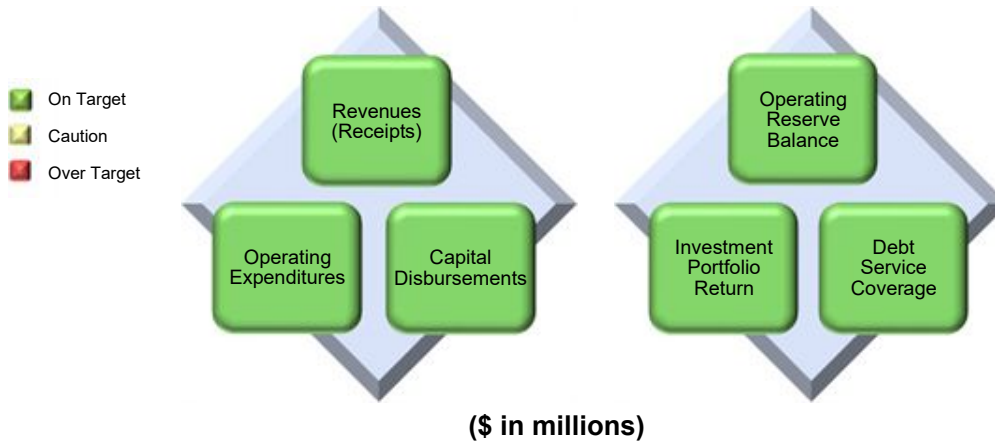 On Target
Caution
Over Target
Revenues
(Receipts)
Operating
Expenditures
Capital
Disbursements
Operating
Reserve
Balance
Investment
Portfolio
Return
Debt
Service
Coverage
($ in millions)